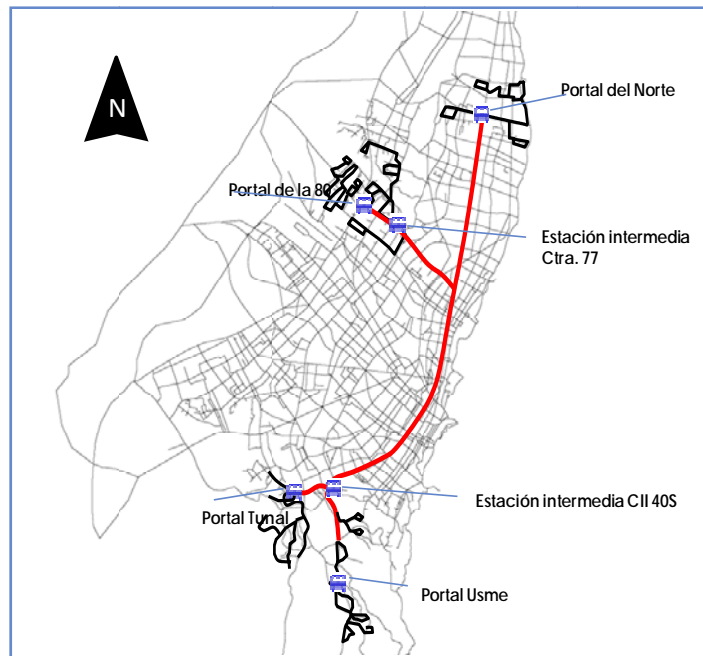 Portal del Norte
N
Portal de la 80
Estación intermedia
Ctra. 77
Estación intermedia Cll 40S
Portal Tunal
Portal Usme